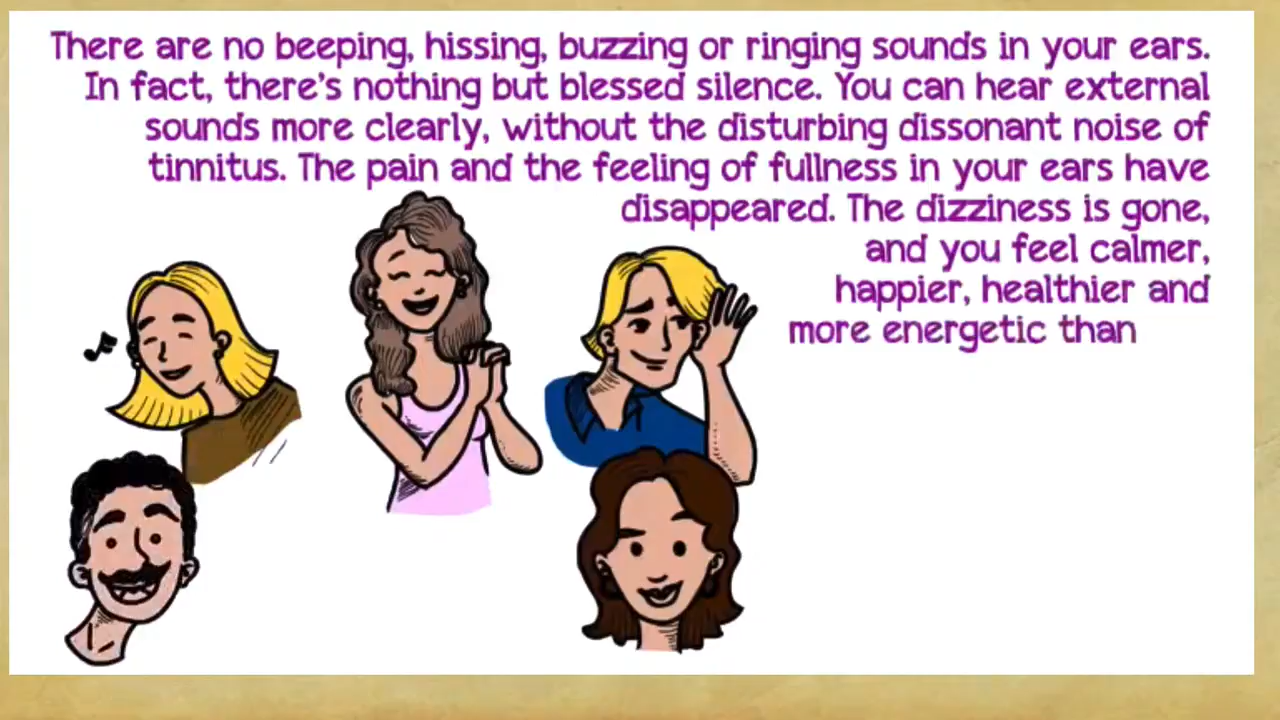 There are no beeping, hissing, buzzing or ringing sounds in your ears.
In fact, there's nothing but blessed silence. You can hear external
sounds more clearly, without the disturbing dissonant noise of
tinnitus. The pain and the feeling of fullness in your ears have
disappeared. The dizziness is gone,
and you feel calmer,
happier, healthier and
more energetic than